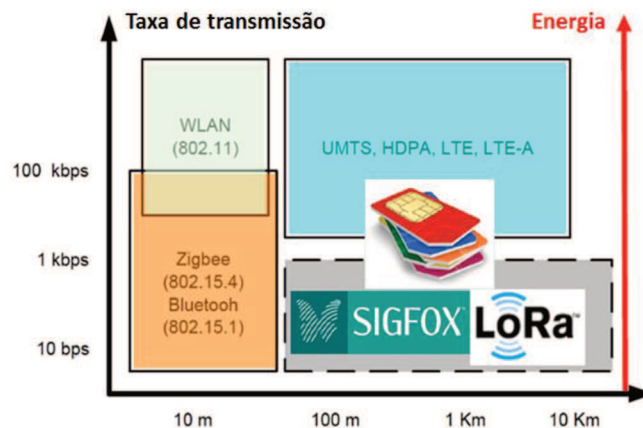 Taxa de transmissão
Energia
WLAN
(802.11)
UMTS, HDPA, LTE, LTE-A
100 kbps
1 kbps
Zigbee
(802.15.4)
Bluetooh
(802.15.1)
SIGFOX
LoRa™
10 bps
10 m
100 m
1 Km
10 Km